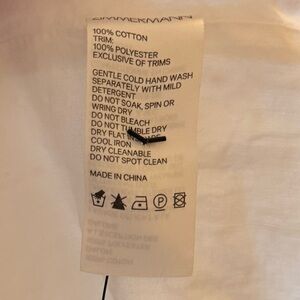 ZIMMERMANN
100% COTTON
TRIM:
100% POLYESTER
EXCLUSIVE OF TRIMS
GENTLE COLD HAND WASH
SEPARATELY WITH MILD
DETERGENT
DO NOT SOAK, SPIN OR
WRING DRY
DO NOT BLEACH
DO NOT TUMBLE DRY
DRY FLAT
COOL IRON
DRY CLEANABLE
DO NOT SPOT CLEAN
MADE IN CHINA
P